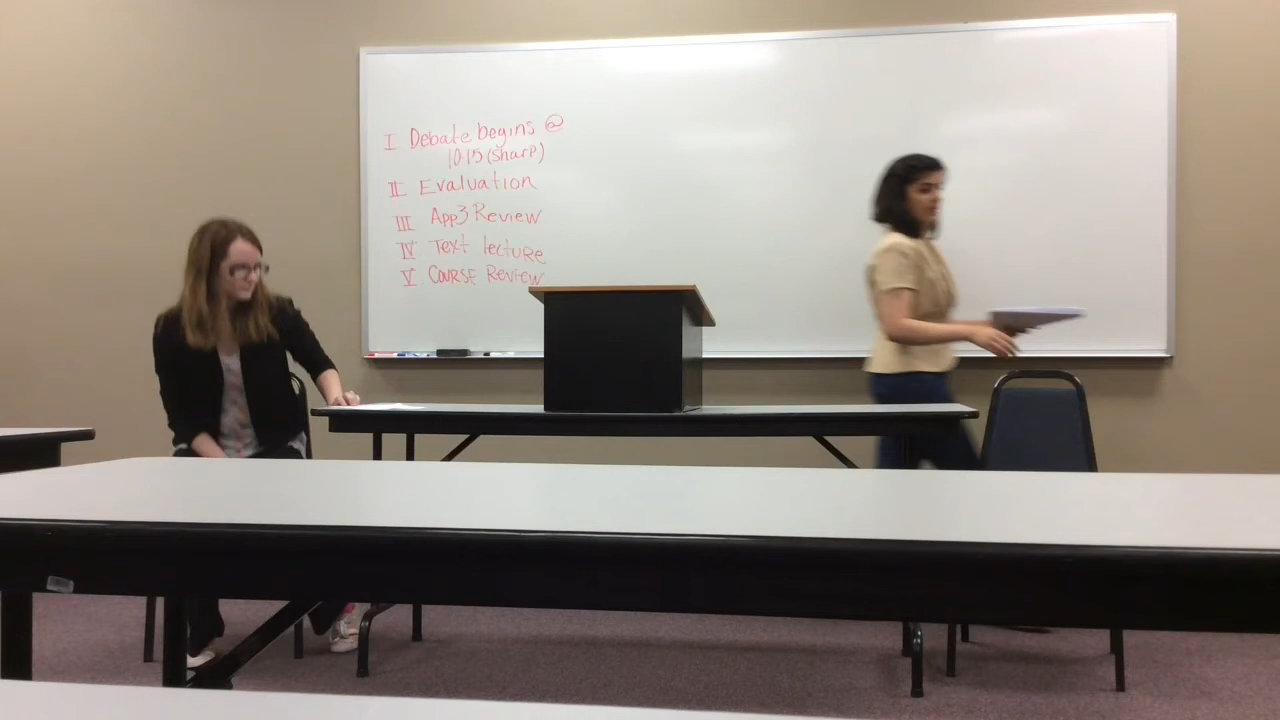 I Debate begins @
10:15 (sharp)
II Evaluation
III App3 Review
IV Text lecture
V Course Review